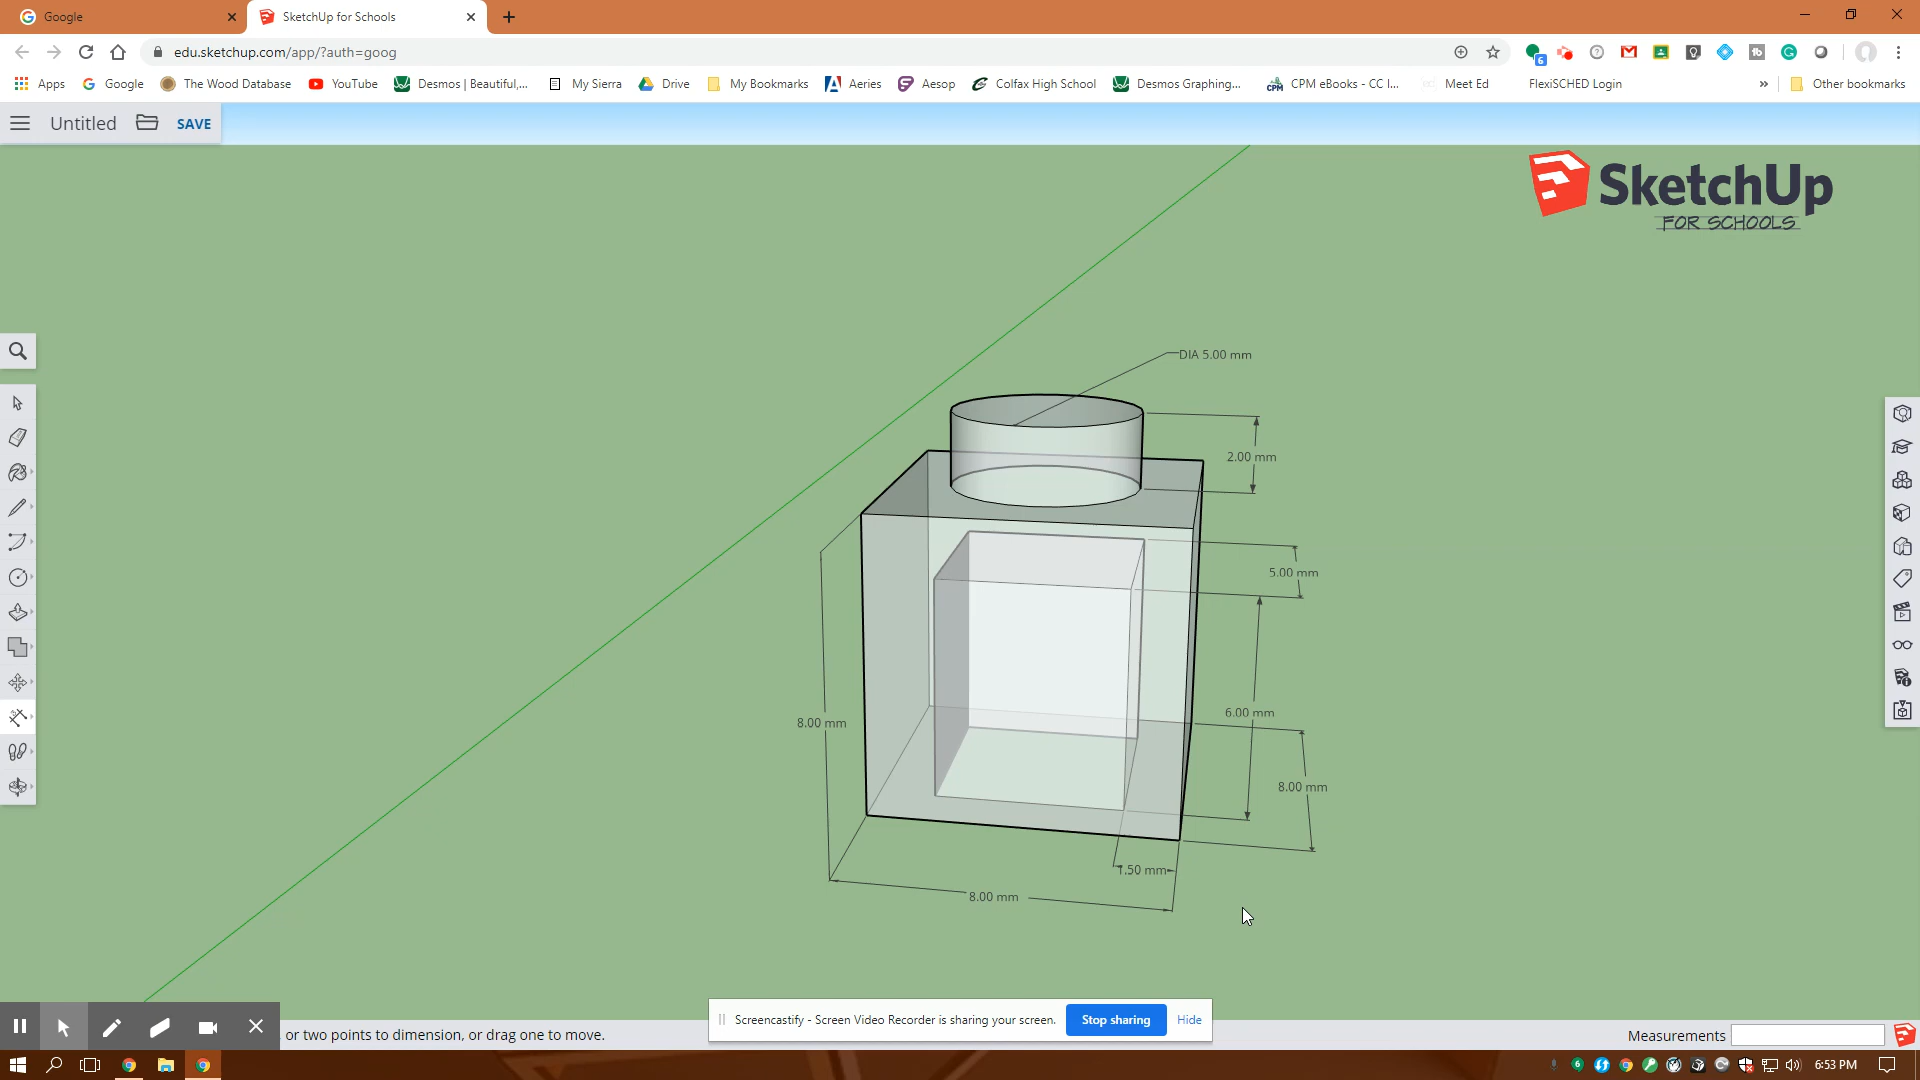 Google
SketchUp for Schools
edu.sketchup.com/app/?auth=goog
6
Apps
Google
The Wood Database
YouTube
Desmos | Beautiful,...
My Sierra
Drive
My Bookmarks
Aeries
Aesop
Colfax High School
Desmos Graphing...
CPM
CPM eBooks - CC I...
Meet Ed
FlexiSCHED Login
»
Other bookmarks
Untitled
SAVE
SketchUp
FOR SCHOOLS
DIA 5.00 mm
2.00 mm
5.00 mm
6.00 mm
8.00 mm
8.00 mm
1.50 mm
8.00 mm
or two points to dimension, or drag one to move.
Screencastify - Screen Video Recorder is sharing your screen.
Stop sharing
Hide
Measurements
6:53 PM